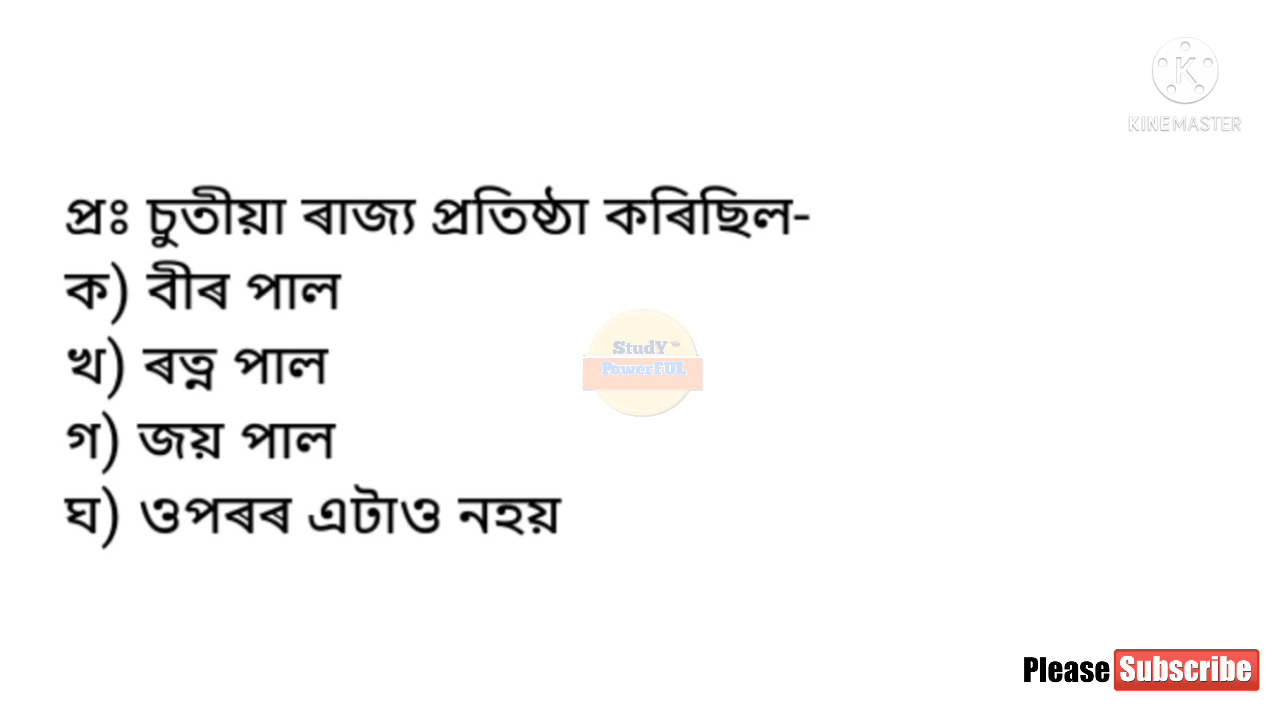 KINEMASTER
প্ৰঃ চুতীয়া ৰাজ্য প্ৰতিষ্ঠা কৰিছিল-
ক) বীৰ পাল
খ) ৰত্ন পাল
গ) জয় পাল
ঘ) ওপৰৰ এটাও নহয়
StudY
PowerFUL
Please Subscribe